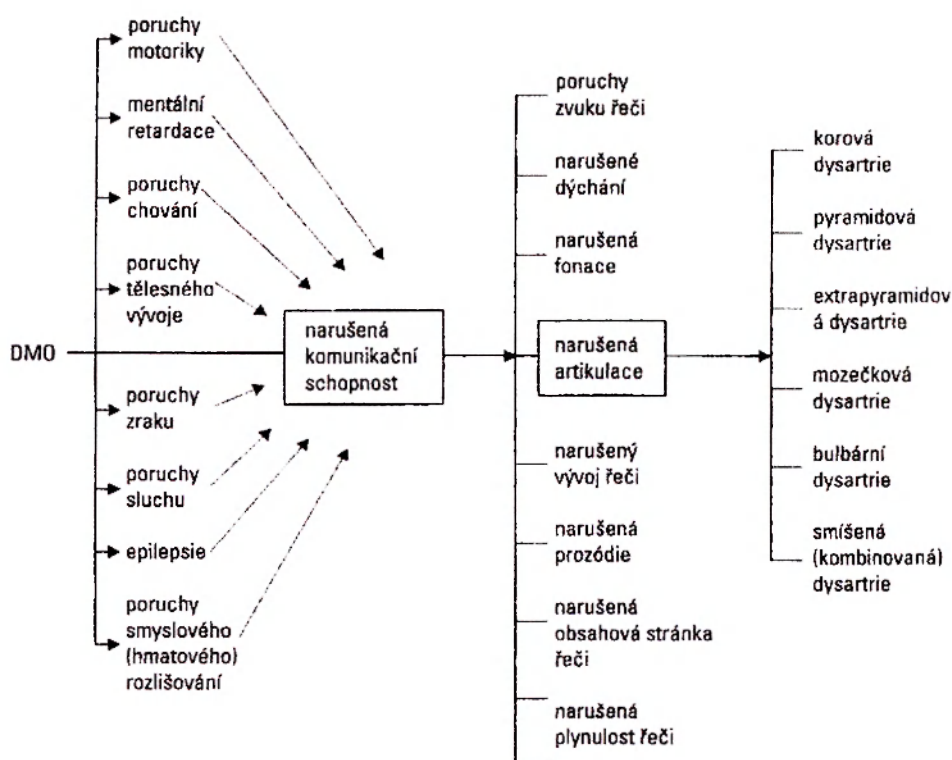 poruchy
motoriky
mentální
retardace
poruchy
chování
poruchy
tělesného
vývoje
DMO
poruchy
zraku
poruchy
sluchu
epilepsie
poruchy
smyslového
(hmatového)
rozlišování
narušená
komunikační
schopnost
poruchy
zvuku řeči
narušené
dýchání
narušená
fonace
narušená
artikulace
narušený
vývoj řeči
narušená
prozódie
narušená
obsahová stránka
řeči
narušená
plynulost řeči
korová
dysartrie
pyramidová
dysartrie
extrapyramidov
á dysartrie
mozečková
dysartrie
bulbární
dysartrie
smíšená
(kombinovaná)
dysartrie